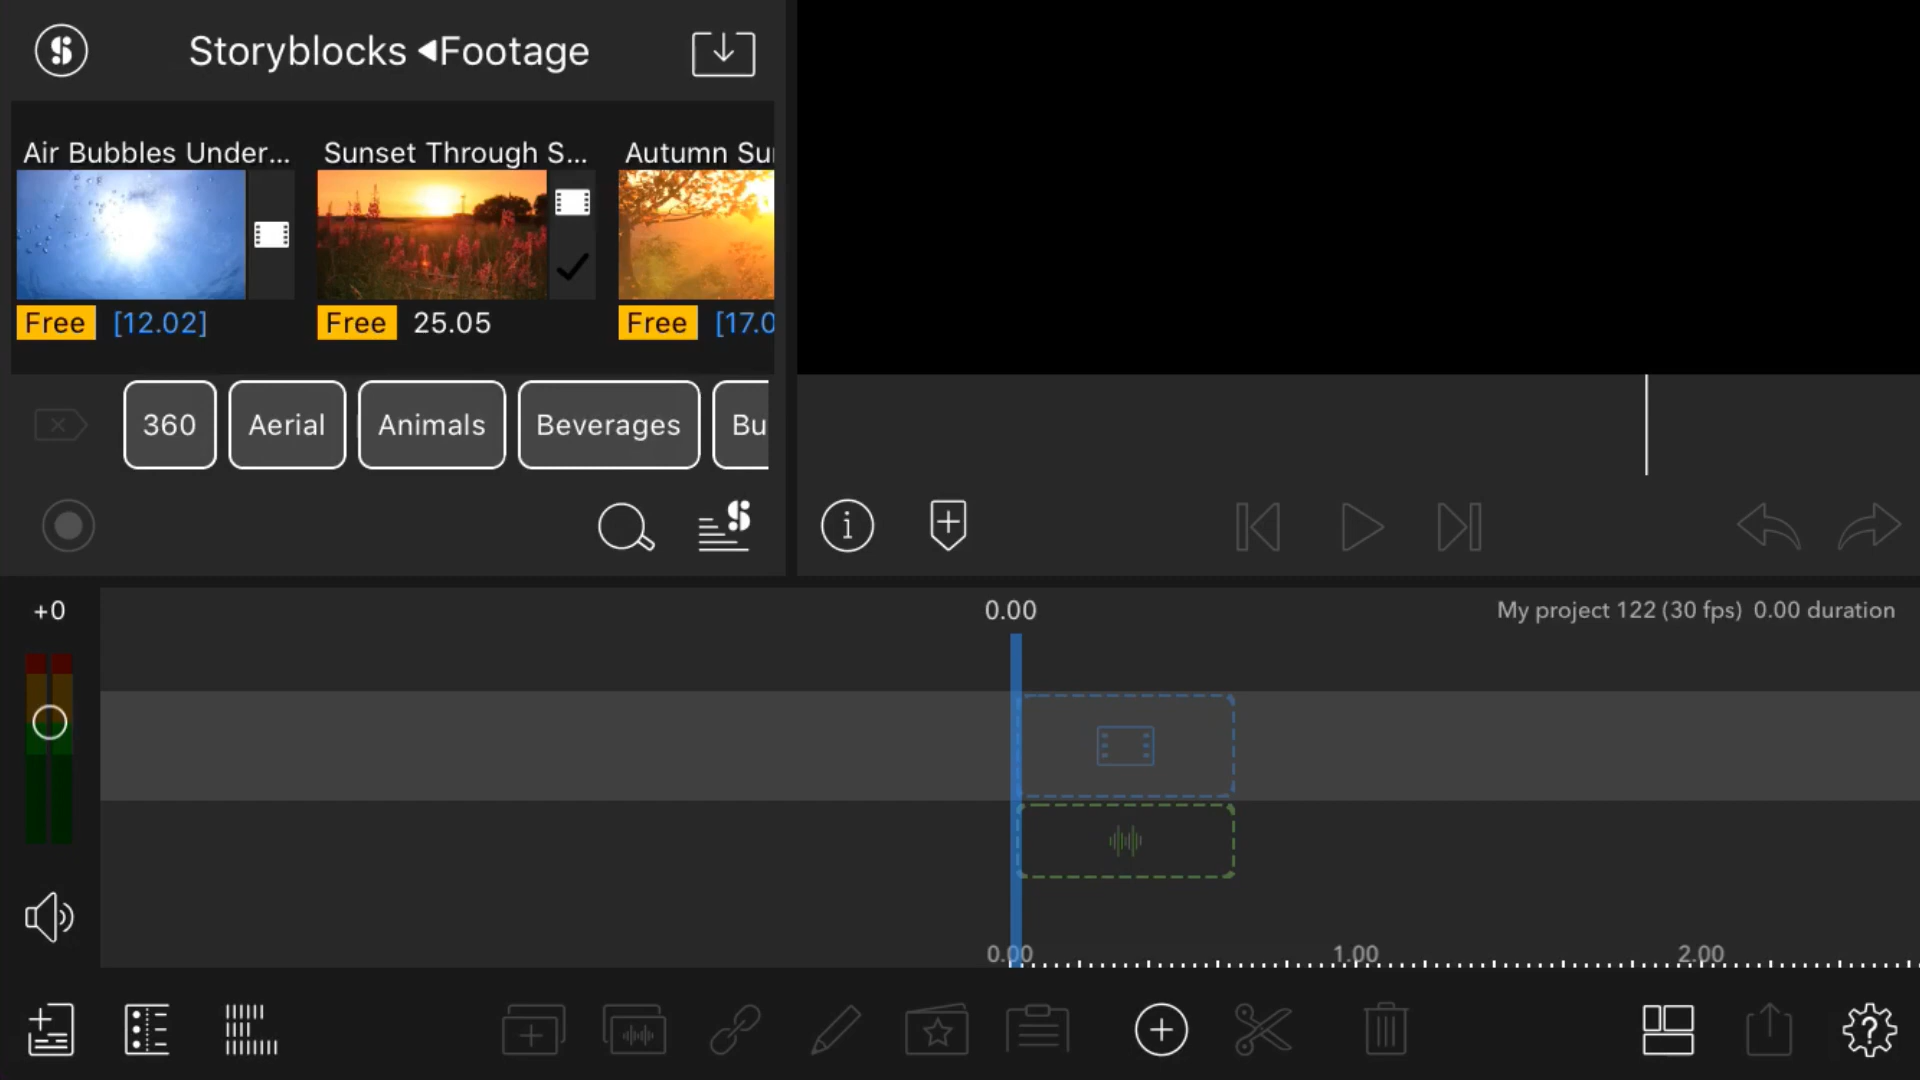 Storyblocks ◀Footage
Air Bubbles Under...
Sunset Through S...
Autumn Su
Free [12.02]
Free 25.05
Free [17.0
360
Aerial
Animals
Beverages
Bu
+0
0.00
My project 122 (30 fps) 0.00 duration
0.00
1.00
2.00